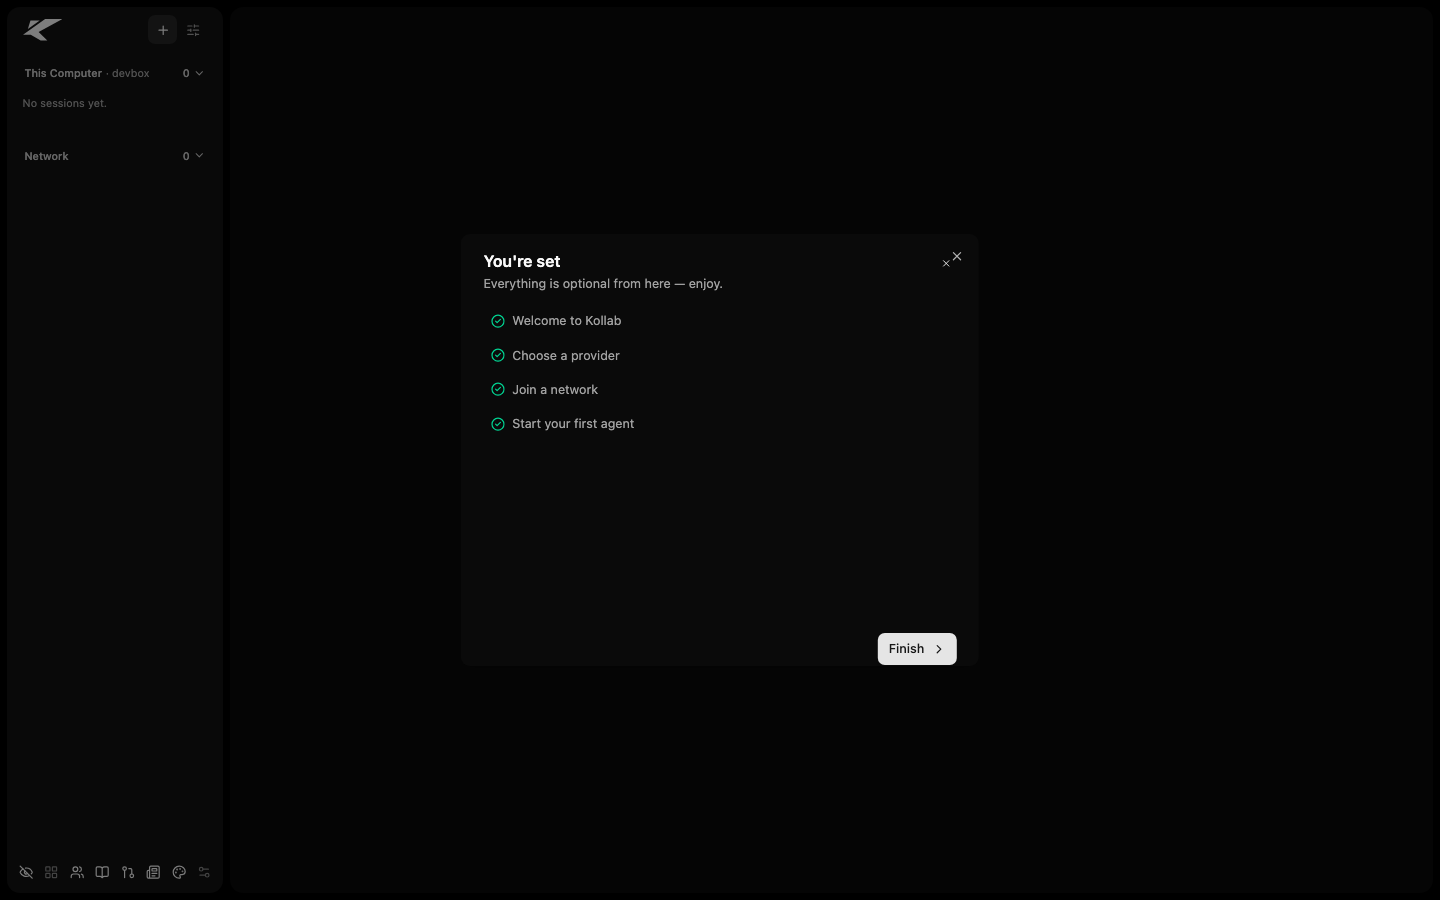 This Computer · devbox 0
No sessions yet.
Network 0
You're set
Everything is optional from here — enjoy.
Welcome to Kollab
Choose a provider
Join a network
Start your first agent
Finish